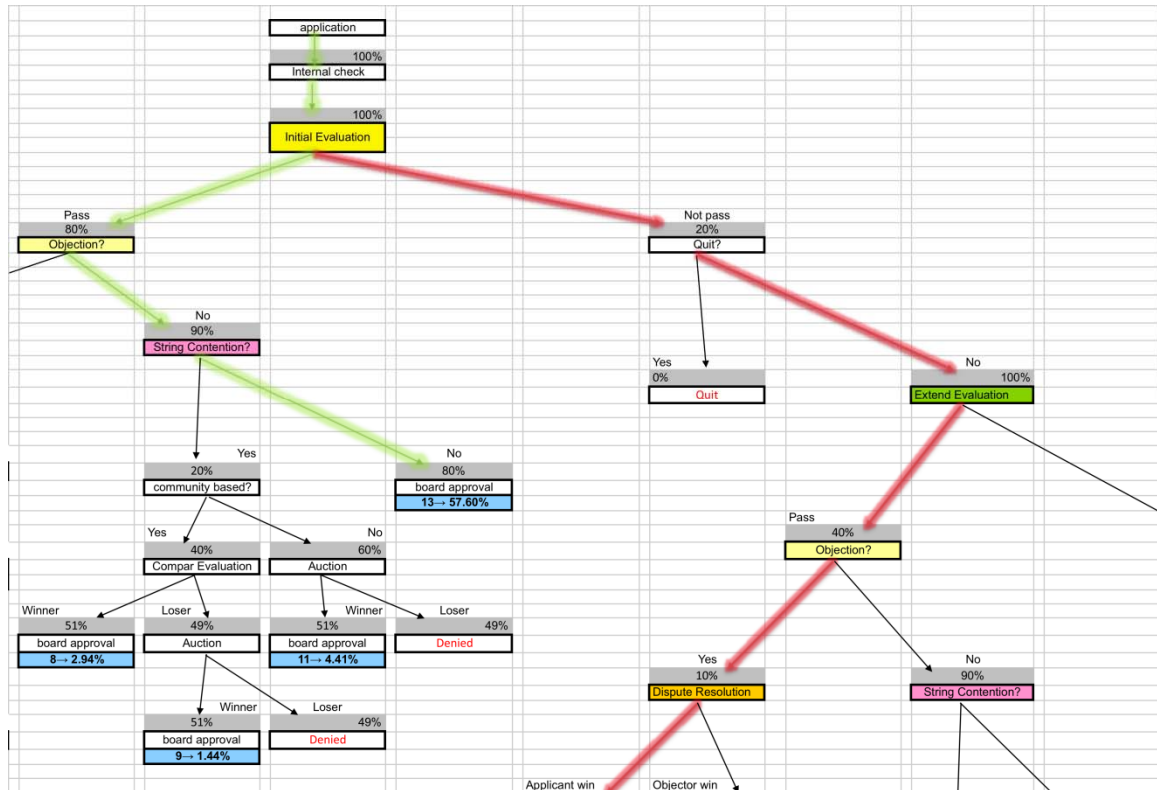 application
100%
Internal check
100%
Initial Evaluation
Pass
Not pass
80%
20%
Objection?
Quit?
No
90%
String Contention?
Yes
No
0%
100%
Quit
Extend Evaluation
Yes
No
20%
80%
community based?
board approval
13→ 57.60%
Pass
40%
Objection?
Yes
No
40%
60%
Compar Evaluation
Auction
Winner
Loser
Winner
Loser
51%
49%
51%
49%
board approval
Auction
board approval
Denied
8→ 2.94%
11→ 4.41%
Yes
No
10%
90%
Dispute Resolution
String Contention?
Winner
Loser
51%
49%
board approval
Denied
9→ 1.44%
Applicant win
Objector win